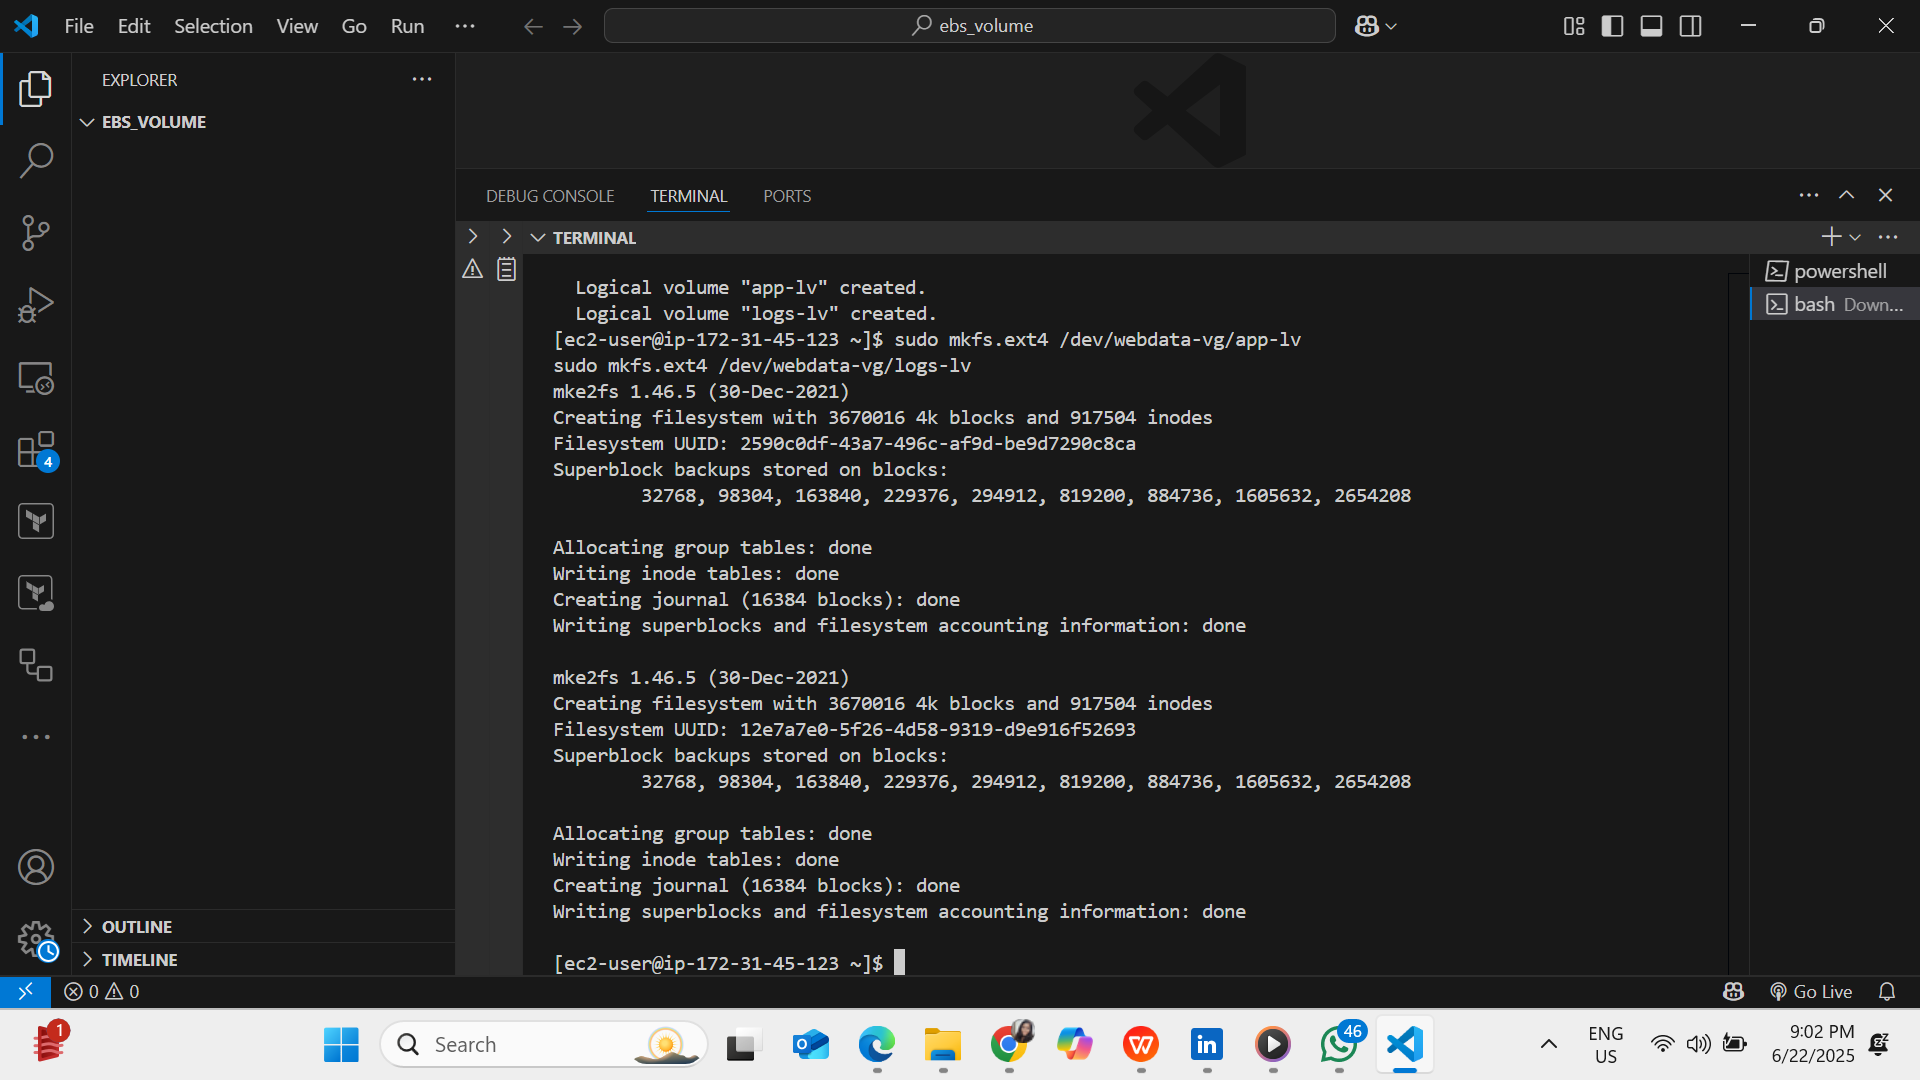 File Edit Selection View Go Run ··· ebs_volume
EXPLORER ···
EBS_VOLUME
DEBUG CONSOLE TERMINAL PORTS
TERMINAL
Logical volume "app-lv" created.
Logical volume "logs-lv" created.
[ec2-user@ip-172-31-45-123 ~]$ sudo mkfs.ext4 /dev/webdata-vg/app-lv
sudo mkfs.ext4 /dev/webdata-vg/logs-lv
mke2fs 1.46.5 (30-Dec-2021)
Creating filesystem with 3670016 4k blocks and 917504 inodes
Filesystem UUID: 2590c0df-43a7-496c-af9d-be9d7290c8ca
Superblock backups stored on blocks:
32768, 98304, 163840, 229376, 294912, 819200, 884736, 1605632, 2654208
Allocating group tables: done
Writing inode tables: done
Creating journal (16384 blocks): done
Writing superblocks and filesystem accounting information: done
mke2fs 1.46.5 (30-Dec-2021)
Creating filesystem with 3670016 4k blocks and 917504 inodes
Filesystem UUID: 12e7a7e0-5f26-4d58-9319-d9e916f52693
Superblock backups stored on blocks:
32768, 98304, 163840, 229376, 294912, 819200, 884736, 1605632, 2654208
Allocating group tables: done
Writing inode tables: done
Creating journal (16384 blocks): done
Writing superblocks and filesystem accounting information: done
[ec2-user@ip-172-31-45-123 ~]$
powershell
bash Down...
4
OUTLINE
TIMELINE
0 0 Go Live
1
Search
46
ENG
US
9:02 PM
6/22/2025